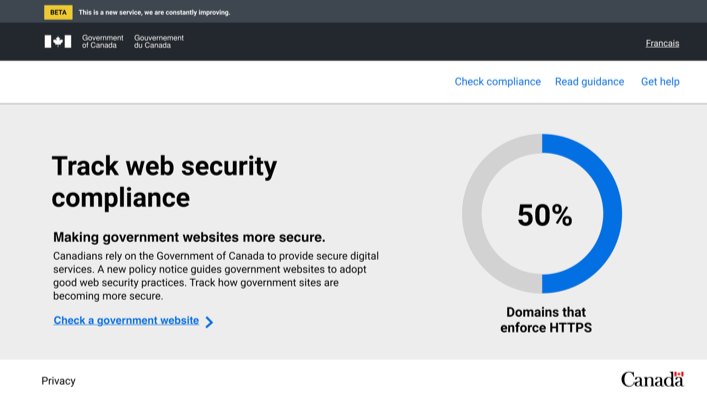 BETA This is a new service, we are constantly improving.
Government of Canada
Gouvernement du Canada
Francais
Check compliance Read guidance Get help
Track web security
compliance
Making government websites more secure.
Canadians rely on the Government of Canada to provide secure digital
services. A new policy notice guides government websites to adopt
good web security practices. Track how government sites are
becoming more secure.
Check a government website
50%
Domains that
enforce HTTPS
Privacy
Canada